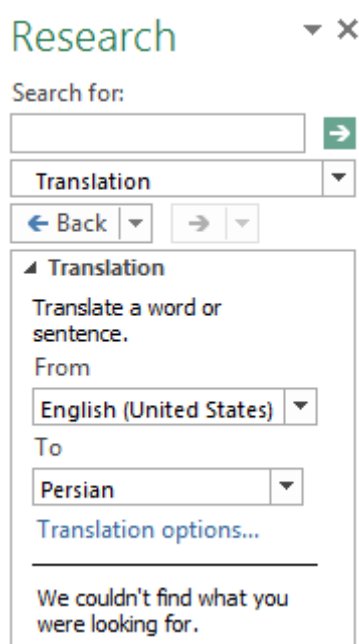 Research
Search for:
Translation
Back
Translation
Translate a word or
sentence.
From
English (United States)
To
Persian
Translation options...
We couldn't find what you
were looking for.